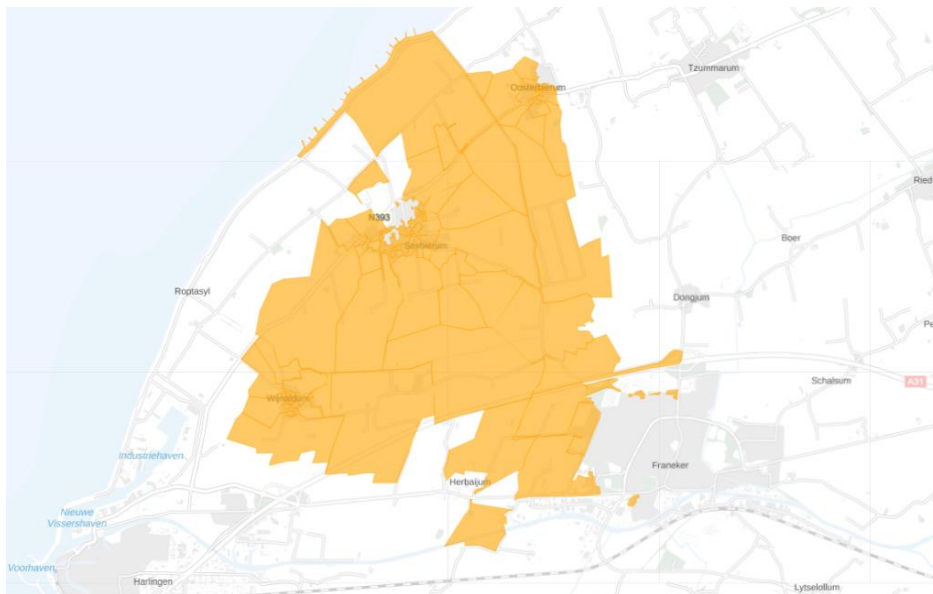 Tzummarum
Oosterbierum
Ried
N393
Sexbierum
Boer
Roptasyl
Dongjum
Pe
Schalsum
A31
Wijnaldum
Industriehaven
Franeker
Herbaijum
Nieuwe
Vissershaven
Voorhaven
Harlingen
Lytselollum